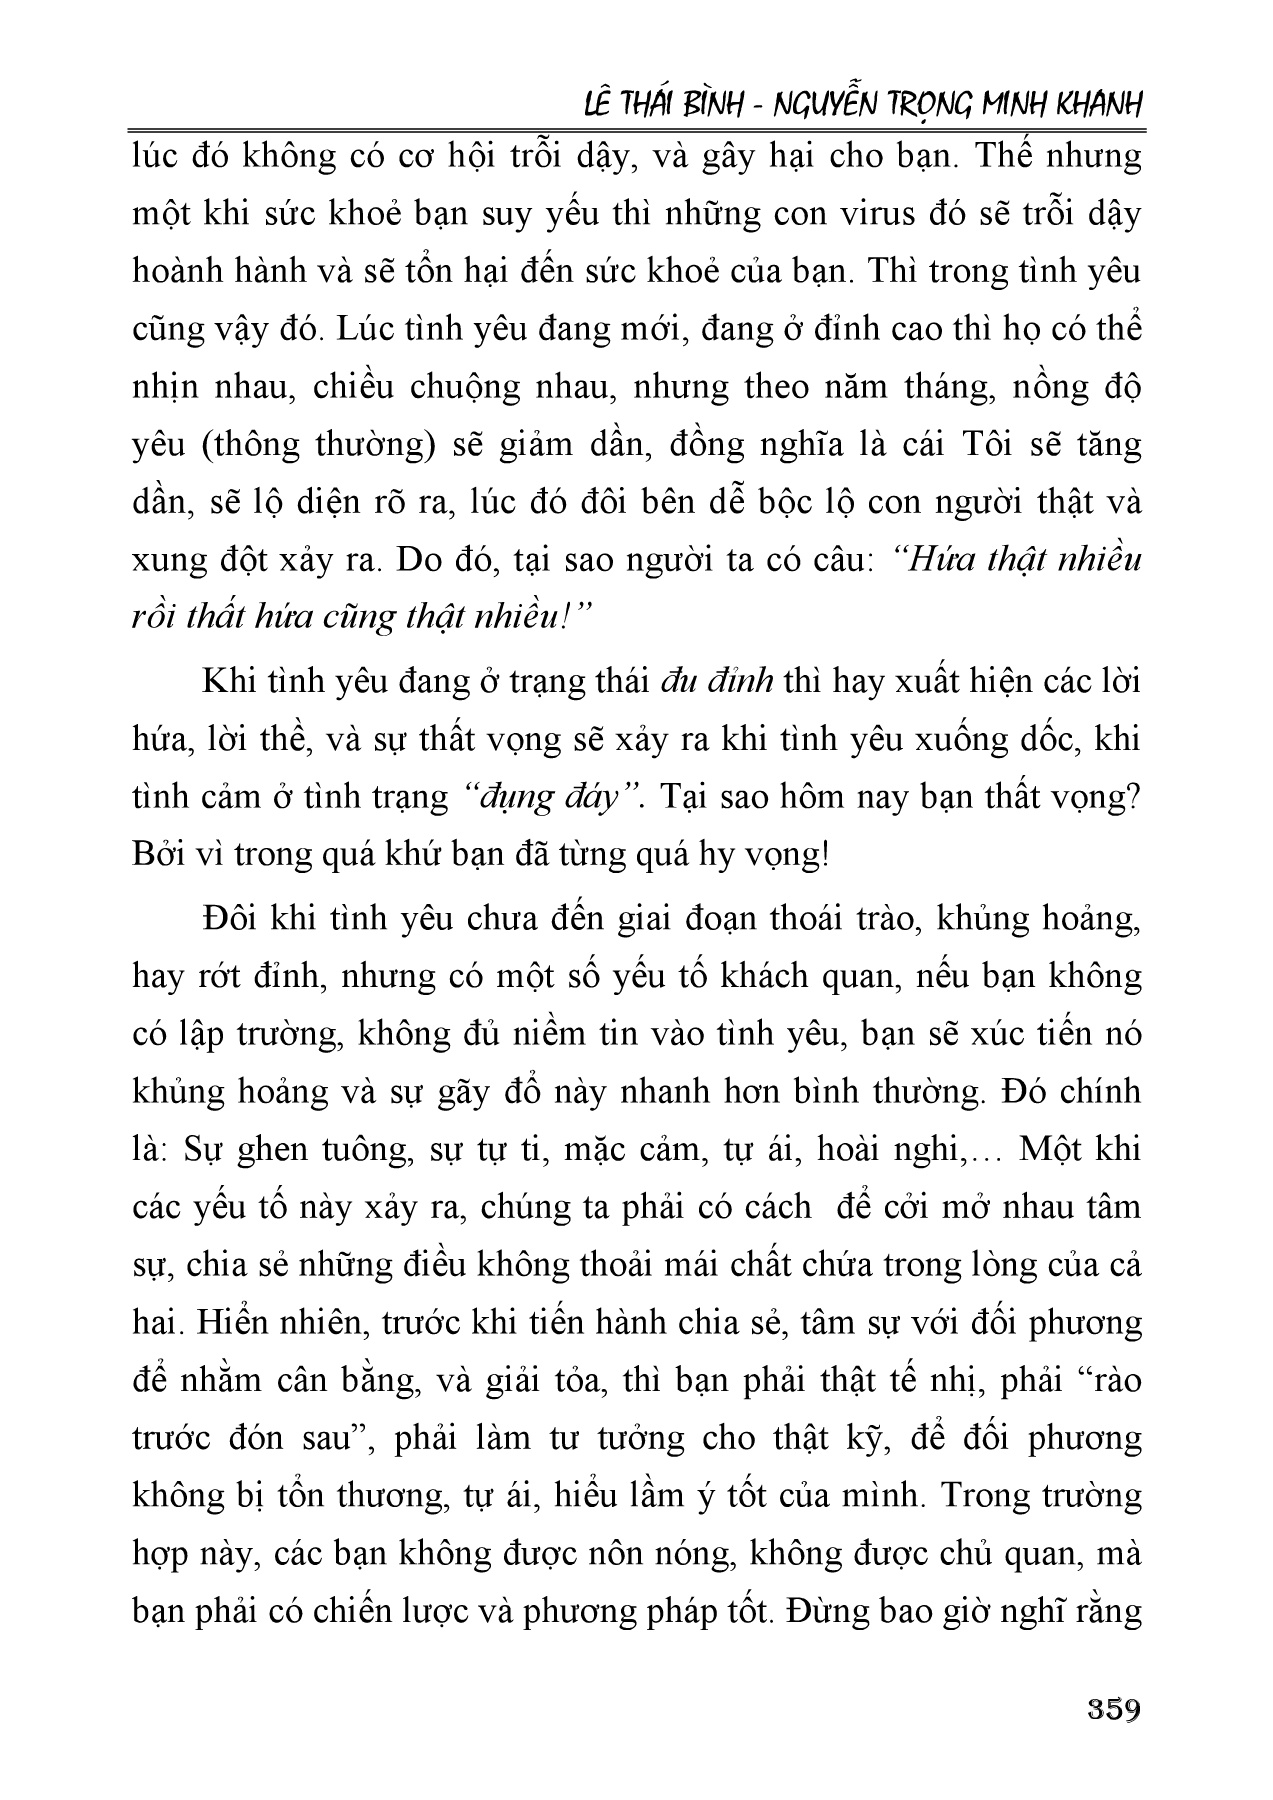 LÊ THÁI BÌNH - NGUYỄN TRỌNG MINH KHANH
lúc đó không có cơ hội trỗi dậy, và gây hại cho bạn. Thế nhưng
một khi sức khoẻ bạn suy yếu thì những con virus đó sẽ trỗi dậy
hoành hành và sẽ tổn hại đến sức khoẻ của bạn. Thì trong tình yêu
cũng vậy đó. Lúc tình yêu đang mới, đang ở đỉnh cao thì họ có thể
nhịn nhau, chiều chuộng nhau, nhưng theo năm tháng, nồng độ
yêu (thông thường) sẽ giảm dần, đồng nghĩa là cái Tôi sẽ tăng
dần, sẽ lộ diện rõ ra, lúc đó đôi bên dễ bộc lộ con người thật và
xung đột xảy ra. Do đó, tại sao người ta có câu: “Hứa thật nhiều
rồi thất hứa cũng thật nhiều!”
Khi tình yêu đang ở trạng thái đu đỉnh thì hay xuất hiện các lời
hứa, lời thề, và sự thất vọng sẽ xảy ra khi tình yêu xuống dốc, khi
tình cảm ở tình trạng “đụng đáy”. Tại sao hôm nay bạn thất vọng?
Bởi vì trong quá khứ bạn đã từng quá hy vọng!
Đôi khi tình yêu chưa đến giai đoạn thoái trào, khủng hoảng,
hay rớt đỉnh, nhưng có một số yếu tố khách quan, nếu bạn không
có lập trường, không đủ niềm tin vào tình yêu, bạn sẽ xúc tiến nó
khủng hoảng và sự gãy đổ này nhanh hơn bình thường. Đó chính
là: Sự ghen tuông, sự tự ti, mặc cảm, tự ái, hoài nghi,… Một khi
các yếu tố này xảy ra, chúng ta phải có cách  để cởi mở nhau tâm
sự, chia sẻ những điều không thoải mái chất chứa trong lòng của cả
hai. Hiển nhiên, trước khi tiến hành chia sẻ, tâm sự với đối phương
để nhằm cân bằng, và giải tỏa, thì bạn phải thật tế nhị, phải “rào
trước đón sau”, phải làm tư tưởng cho thật kỹ, để đối phương
không bị tổn thương, tự ái, hiểu lầm ý tốt của mình. Trong trường
hợp này, các bạn không được nôn nóng, không được chủ quan, mà
bạn phải có chiến lược và phương pháp tốt. Đừng bao giờ nghĩ rằng
359